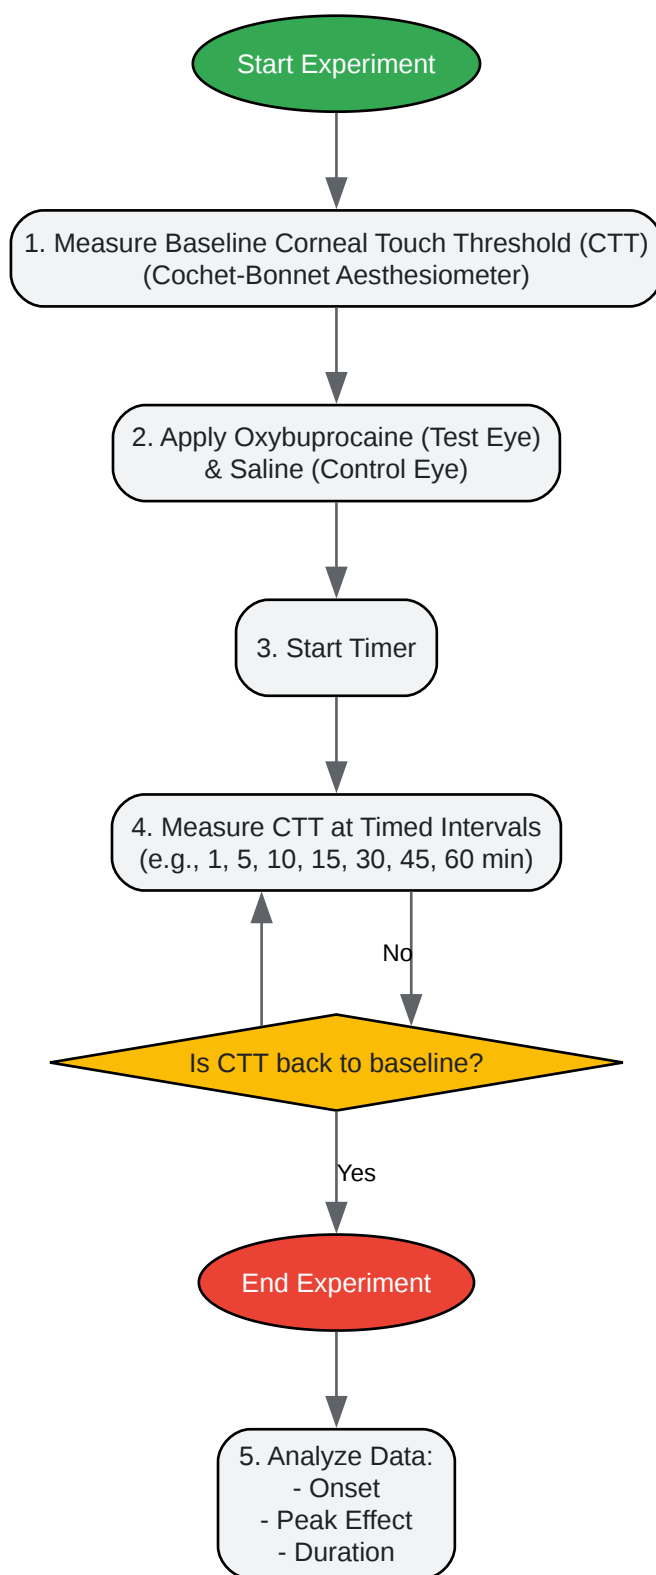 Start Experiment
1. Measure Baseline Corneal Touch Threshold (CTT)
(Cochet-Bonnet Aesthesiometer)
2. Apply Oxybuprocaine (Test Eye)
& Saline (Control Eye)
3. Start Timer
4. Measure CTT at Timed Intervals
(e.g., 1, 5, 10, 15, 30, 45, 60 min)
No
Is CTT back to baseline?
Yes
End Experiment
5. Analyze Data:
- Onset
- Peak Effect
- Duration